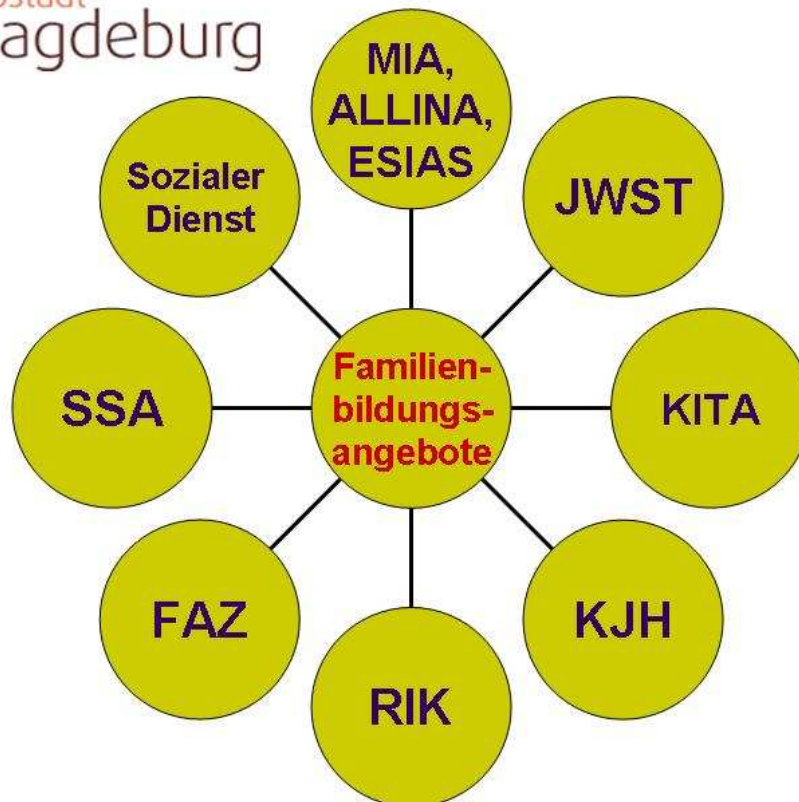 agdeburg
MIA,
ALLINA,
ESIAS
JWST
KITA
KJH
RIK
FAZ
SSA
Sozialer
Dienst
Familien-
bildungs-
angebote